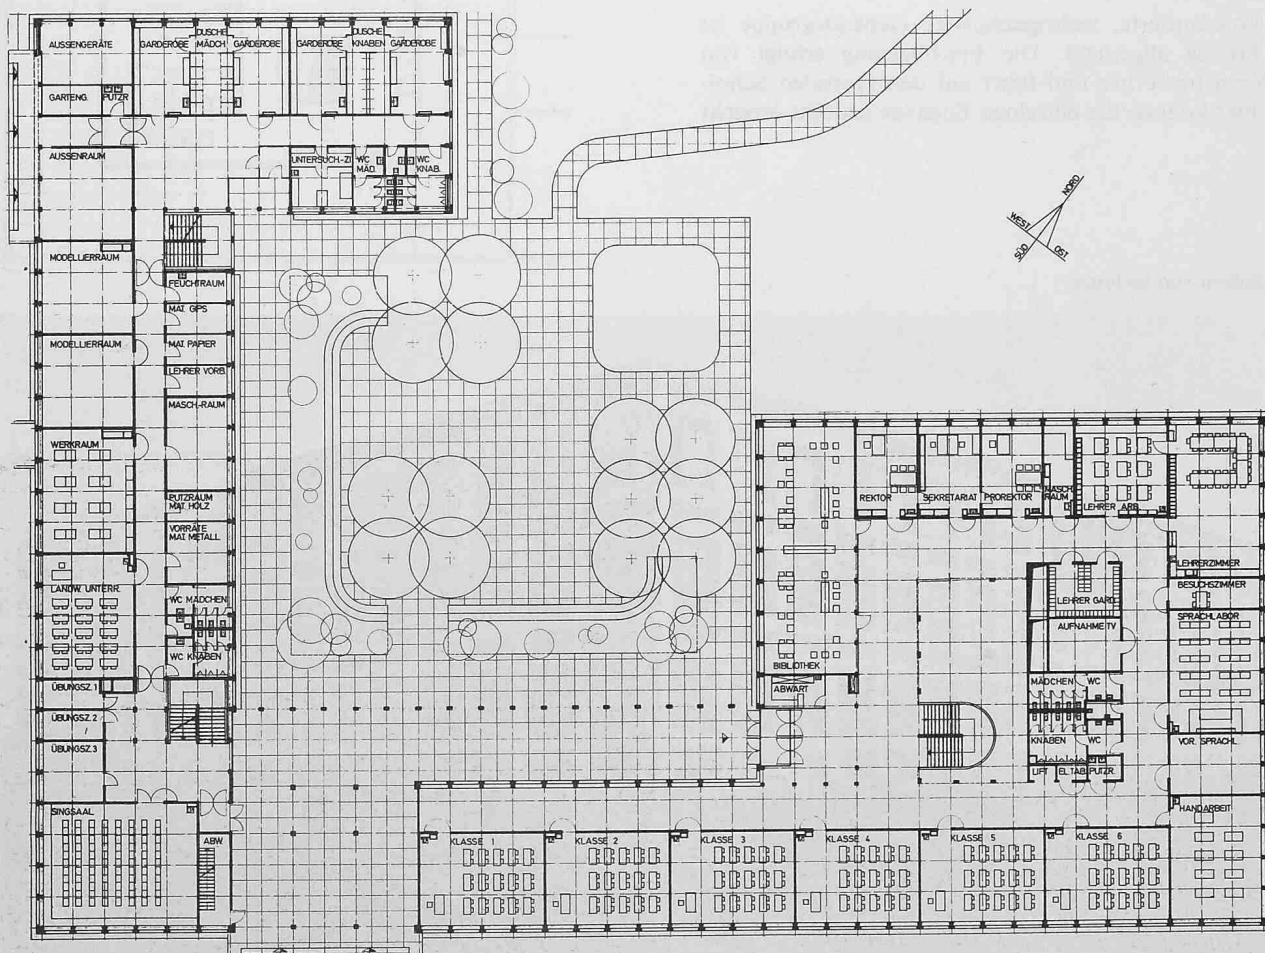 AUSSENGERÄTE
GARDEROBE
DUSCHE
MÄDCH.
GARDEROBE
GARDEROBE
DUSCHE
KNABEN
GARDEROBE
GARTENG.
PUTZR.
AUSSENRAUM
UNTERSUCH-ZI
WC
MÄD.
WC
KNAB.
NORD
WEST
SÜD
OST
MODELLIERRAUM
FEUCHTRAUM
MAT. GIPS
MODELLIERRAUM
MAT. PAPIER
LEHRER VORB.
MASCH.-RAUM
WERKRAUM
PUTZRAUM
MAT. HOLZ
VORRÄTE
MAT. METALL
LANDW. UNTERR.
WC MÄDCHEN
WC KNABEN
ÜBUNGSZ. 1
ÜBUNGSZ. 2
ÜBUNGSZ. 3
SINGSAAL
ABW.
REKTOR
SEKRETARIAT
PROREKTOR
MASCH.
RAUM
LEHRER ARB.
LEHRERZIMMER
BESUCHSZIMMER
LEHRER GARD.
SPRACHLABOR
AUFNAHME TV
BIBLIOTHEK
ABWART
MÄDCHEN
WC
KNABEN
WC
VOR. SPRACHL.
LIFT
EL. TAB.
PUTZR.
HANDARBEIT
KLASSE 1
KLASSE 2
KLASSE 3
KLASSE 4
KLASSE 5
KLASSE 6